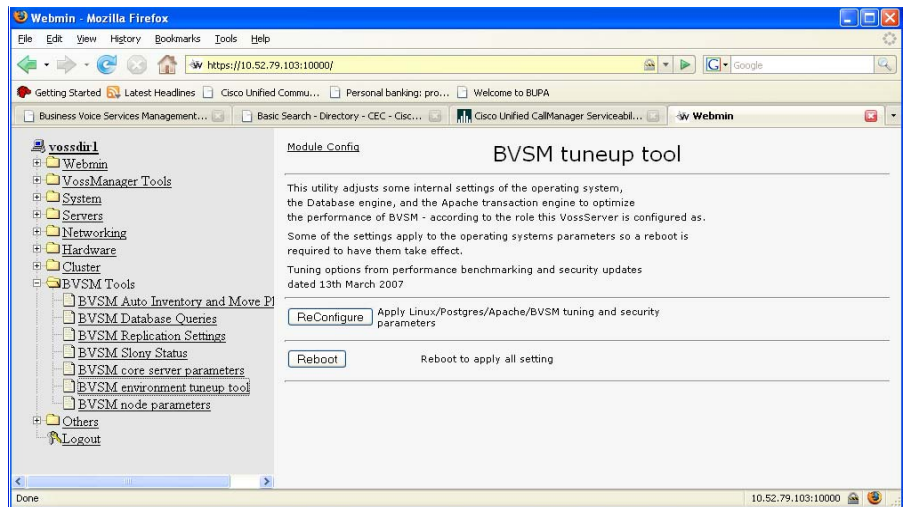 Webmin - Mozilla Firefox
File Edit View History Bookmarks Tools Help
https://10.52.79.103:10000/
Google
Getting Started Latest Headlines Cisco Unified Commu... Personal banking: pro... Welcome to BUPA
Business Voice Services Management... Basic Search - Directory - CEC - Cisc... Cisco Unified CallManager Serviceabil... Webmin
vossdir1
Webmin
VossManager Tools
System
Servers
Networking
Hardware
Cluster
BVSM Tools
BVSM Auto Inventory and Move Pl
BVSM Database Queries
BVSM Replication Settings
BVSM Slony Status
BVSM core server parameters
BVSM environment tuneup tool
BVSM node parameters
Others
Logout
Module Config
BVSM tuneup tool
This utility adjusts some internal settings of the operating system,
the Database engine, and the Apache transaction engine to optimize
the performance of BVSM - according to the role this VossServer is configured as.
Some of the settings apply to the operating systems parameters so a reboot is
required to have them take effect.
Tuning options from performance benchmarking and security updates
dated 13th March 2007
ReConfigure Apply Linux/Postgres/Apache/BVSM tuning and security
parameters
Reboot Reboot to apply all setting
Done
10.52.79.103:10000